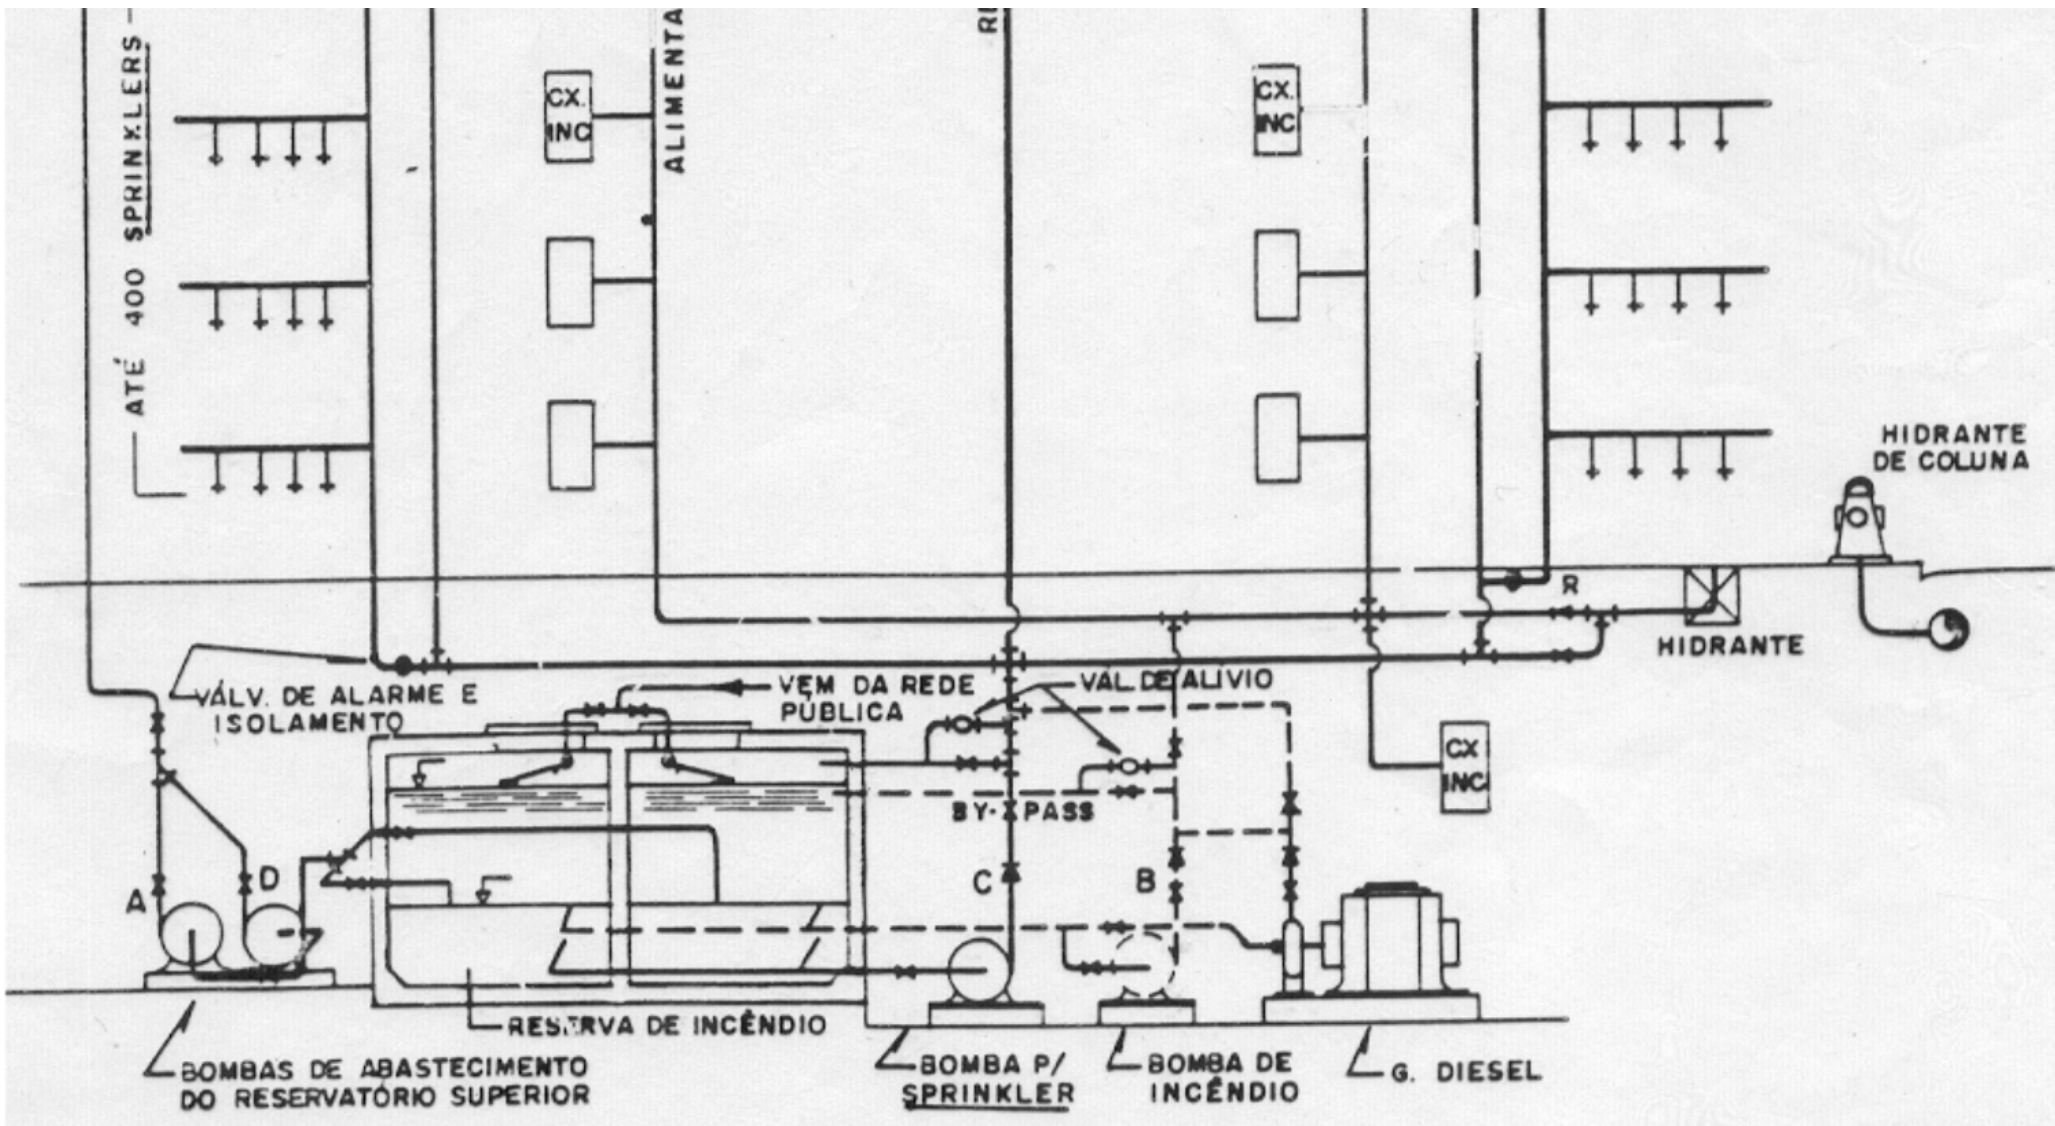 ATÉ 400 SPRINKLERS
CX.
INC
ALIMENTA
CX.
INC
HIDRANTE
DE COLUNA
R
HIDRANTE
VÁLV. DE ALARME E
ISOLAMENTO
VEM DA REDE
PÚBLICA
VAL. DE ALIVIO
CX
INC
BY-PASS
A
D
C
B
RESERVA DE INCÊNDIO
BOMBAS DE ABASTECIMENTO
DO RESERVATÓRIO SUPERIOR
BOMBA P/
SPRINKLER
BOMBA DE
INCÊNDIO
G. DIESEL